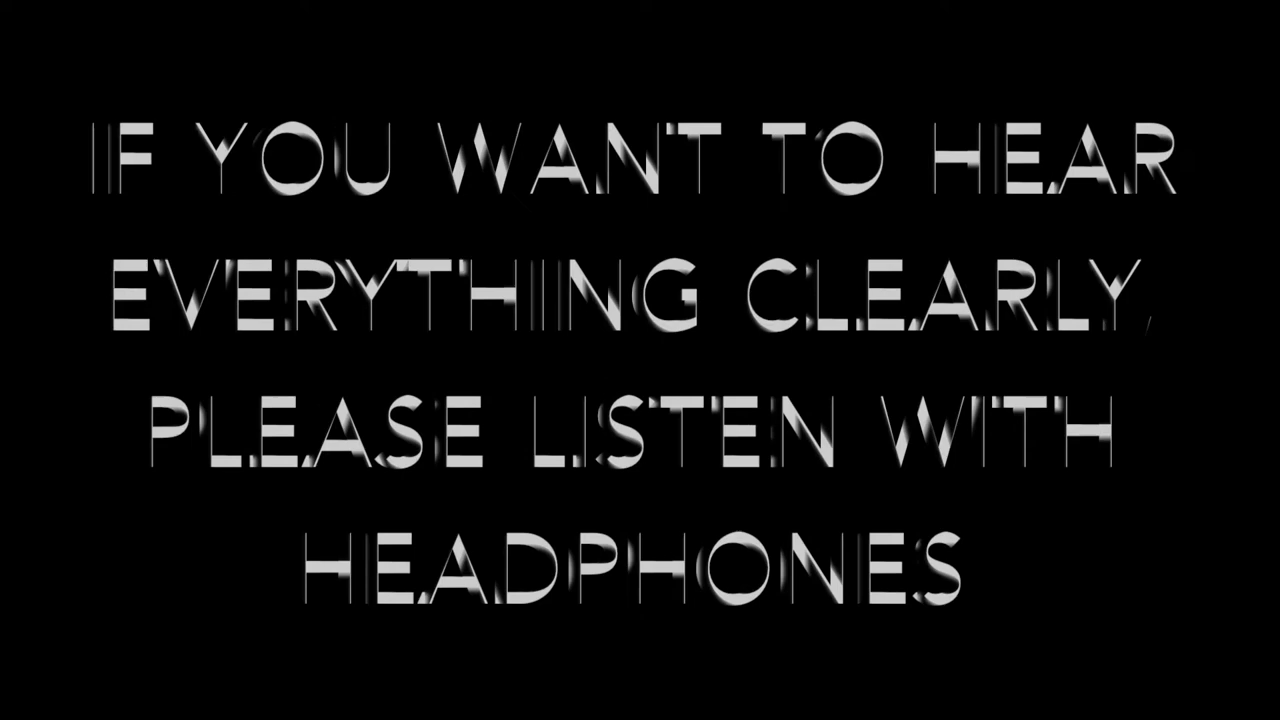 IF YOU WANT TO HEAR
EVERYTHING CLEARLY,
PLEASE LISTEN WITH
HEADPHONES